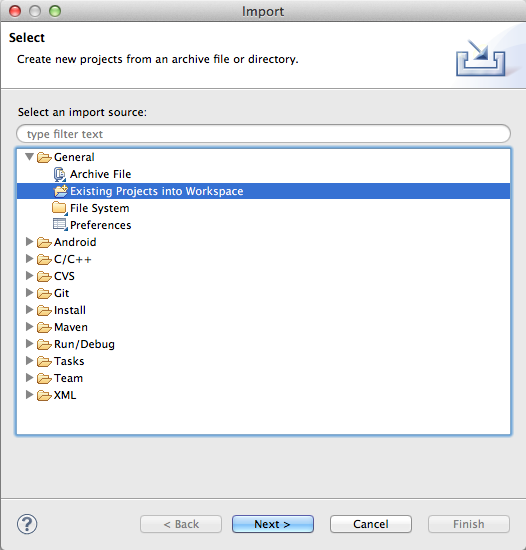 Import
Select
Create new projects from an archive file or directory.
Select an import source:
type filter text
General
Archive File
Existing Projects into Workspace
File System
Preferences
Android
C/C++
CVS
Git
Install
Maven
Run/Debug
Tasks
Team
XML
? < Back Next > Cancel Finish